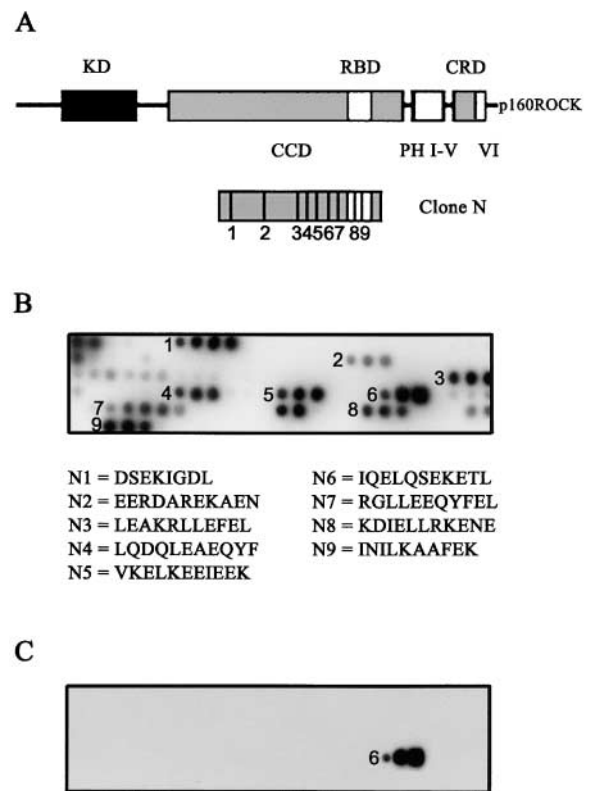 A
KD RBD CRD
p160ROCK
CCD PH I-V VI
Clone N
1 2 34567 89
B
1
2
3
4 5 6
7 8
9
N1 = DSEKIGDL
N2 = EERDAREKAEN
N3 = LEAKRLLEFEL
N4 = LQDQLEAEQYF
N5 = VKELKEEIEEK
N6 = IQELQSEKETL
N7 = RGLLEEQYFEL
N8 = KDIELLRKENE
N9 = INILKAAFEK
C
6